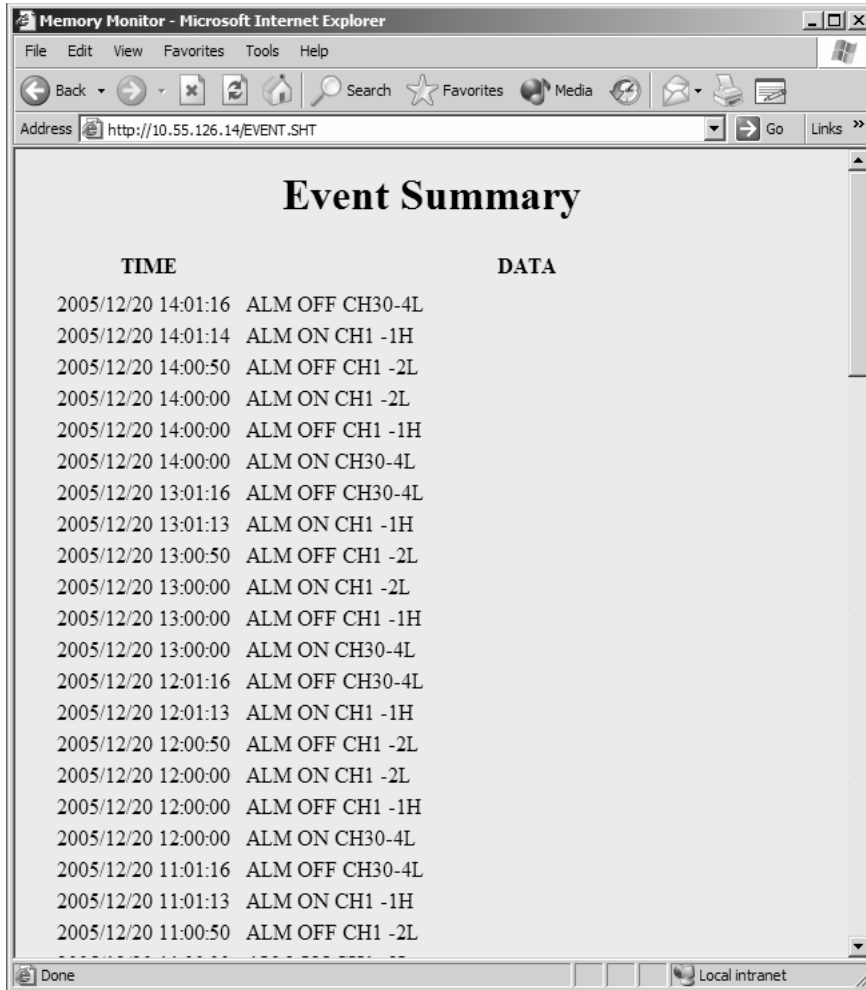 Memory Monitor - Microsoft Internet Explorer
File Edit View Favorites Tools Help
Back Search Favorites Media
Address http://10.55.126.14/EVENT.SHT Go Links »
Event Summary
TIME DATA
2005/12/20 14:01:16 ALM OFF CH30-4L
2005/12/20 14:01:14 ALM ON CH1 -1H
2005/12/20 14:00:50 ALM OFF CH1 -2L
2005/12/20 14:00:00 ALM ON CH1 -2L
2005/12/20 14:00:00 ALM OFF CH1 -1H
2005/12/20 14:00:00 ALM ON CH30-4L
2005/12/20 13:01:16 ALM OFF CH30-4L
2005/12/20 13:01:13 ALM ON CH1 -1H
2005/12/20 13:00:50 ALM OFF CH1 -2L
2005/12/20 13:00:00 ALM ON CH1 -2L
2005/12/20 13:00:00 ALM OFF CH1 -1H
2005/12/20 13:00:00 ALM ON CH30-4L
2005/12/20 12:01:16 ALM OFF CH30-4L
2005/12/20 12:01:13 ALM ON CH1 -1H
2005/12/20 12:00:50 ALM OFF CH1 -2L
2005/12/20 12:00:00 ALM ON CH1 -2L
2005/12/20 12:00:00 ALM OFF CH1 -1H
2005/12/20 12:00:00 ALM ON CH30-4L
2005/12/20 11:01:16 ALM OFF CH30-4L
2005/12/20 11:01:13 ALM ON CH1 -1H
2005/12/20 11:00:50 ALM OFF CH1 -2L
Done Local intranet